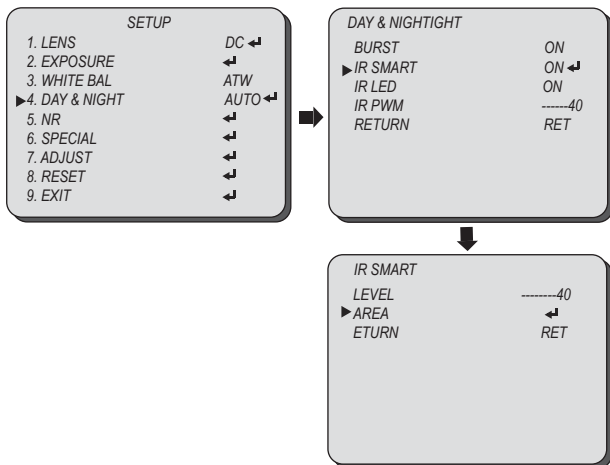 SETUP
1. LENS DC
2. EXPOSURE
3. WHITE BAL ATW
4. DAY & NIGHT AUTO
5. NR
6. SPECIAL
7. ADJUST
8. RESET
9. EXIT
DAY & NIGHTIGHT
BURST ON
IR SMART ON
IR LED ON
IR PWM ------40
RETURN RET
IR SMART
LEVEL --------40
AREA
ETURN RET